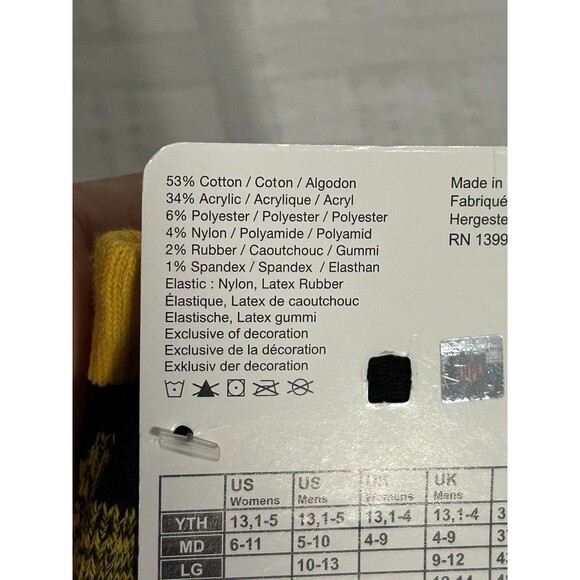 53% Cotton / Coton / Algodon
34% Acrylic / Acrylique / Acryl
6% Polyester / Polyester / Polyester
4% Nylon / Polyamide / Polyamid
2% Rubber / Caoutchouc / Gummi
1% Spandex / Spandex / Elasthan
Elastic : Nylon, Latex Rubber
Élastique, Latex de caoutchouc
Elastische, Latex gummi
Exclusive of decoration
Exclusive de la décoration
Exklusiv der decoration
Made in
Fabriqué
Hergeste
RN 1399
US US UK UK
Womens Mens Womens Mens
YTH 13,1-5 13,1-5 13,1-4 13,1-4 3
MD 6-11 5-10 4-9 4-9 37
LG 10-13 9-12